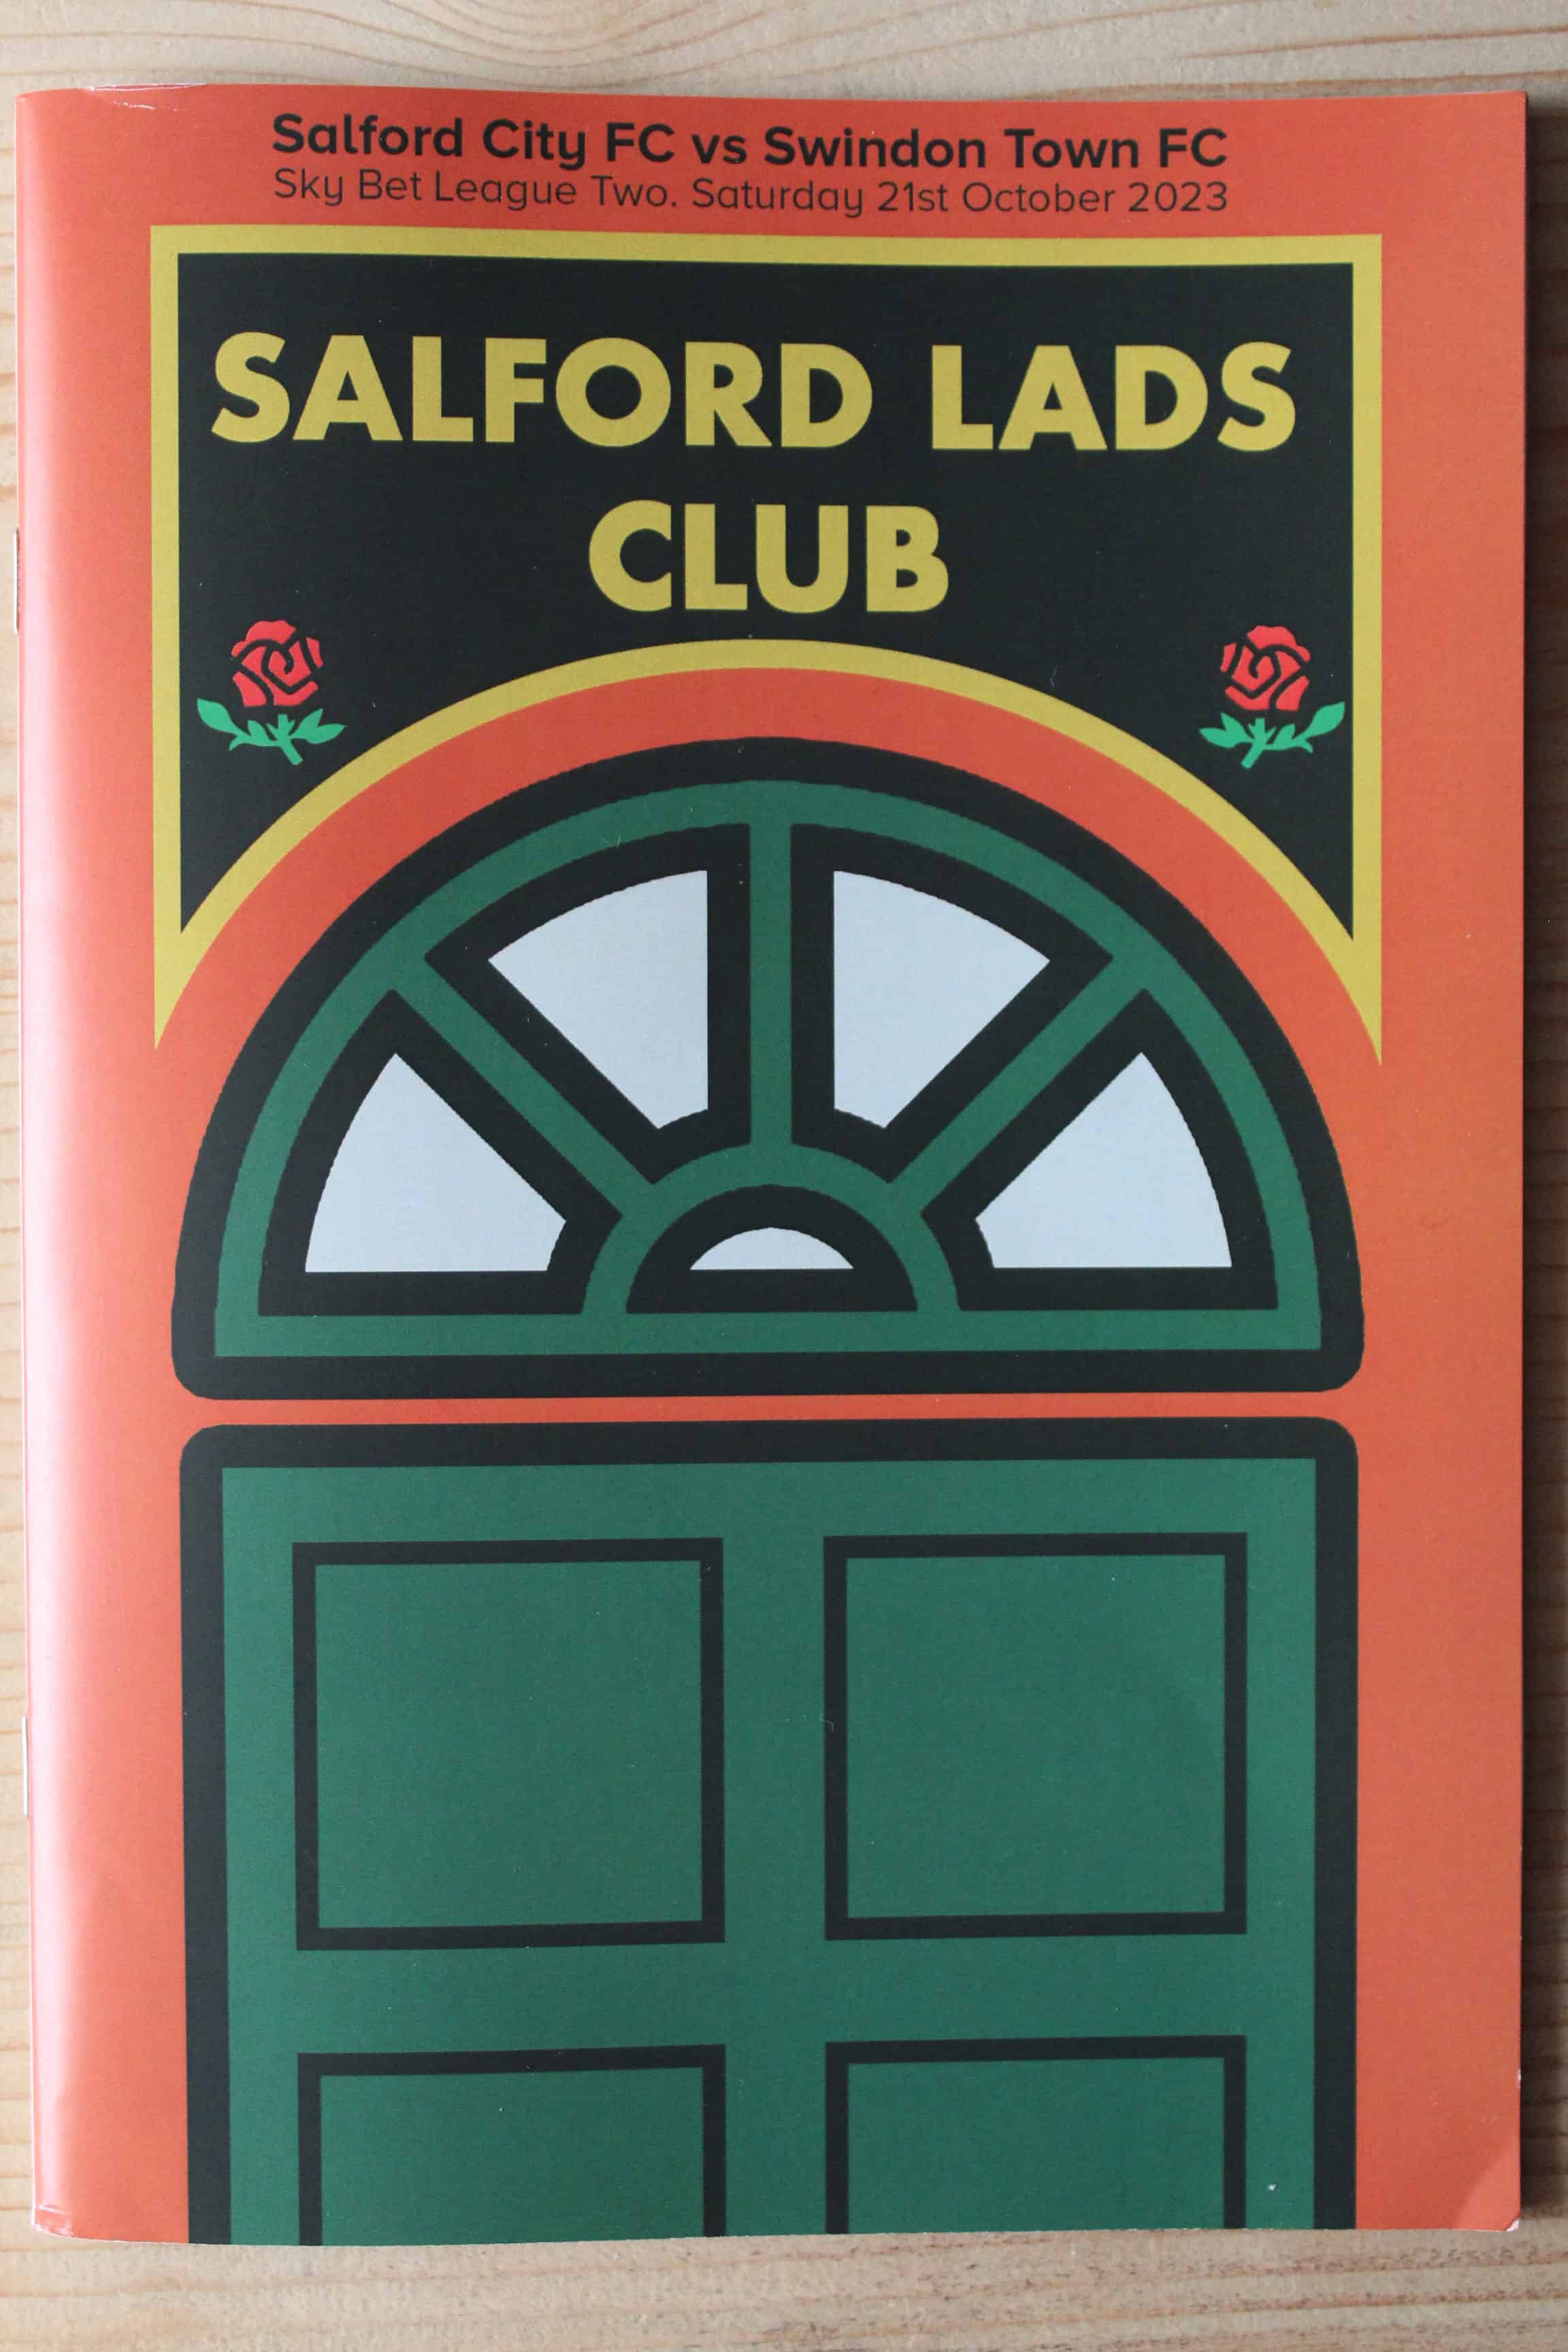 Salford City FC vs Swindon Town FC
Sky Bet League Two. Saturday 21st October 2023
SALFORD LADS
CLUB